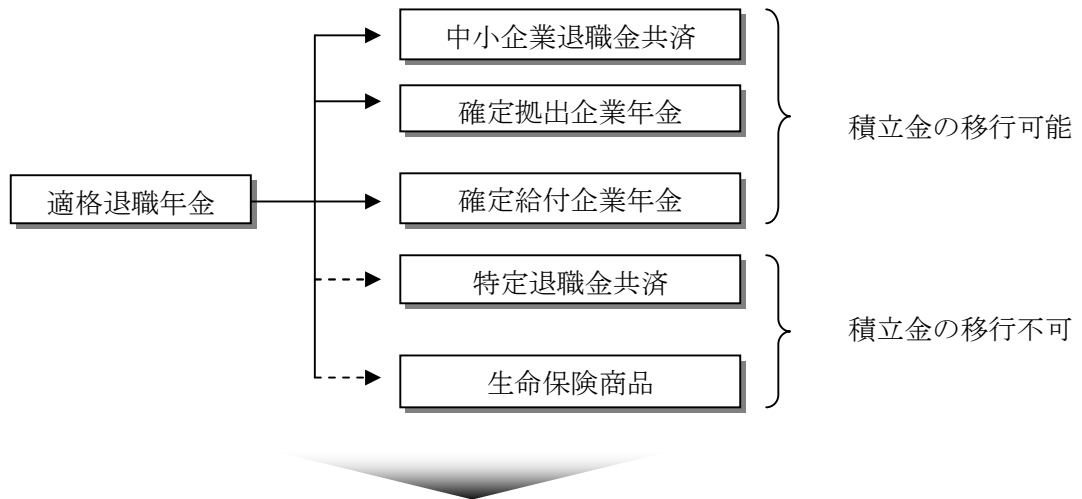 中小企業退職金共済
確定拠出企業年金
積立金の移行可能
適格退職年金
確定給付企業年金
特定退職金共済
積立金の移行不可
生命保険商品